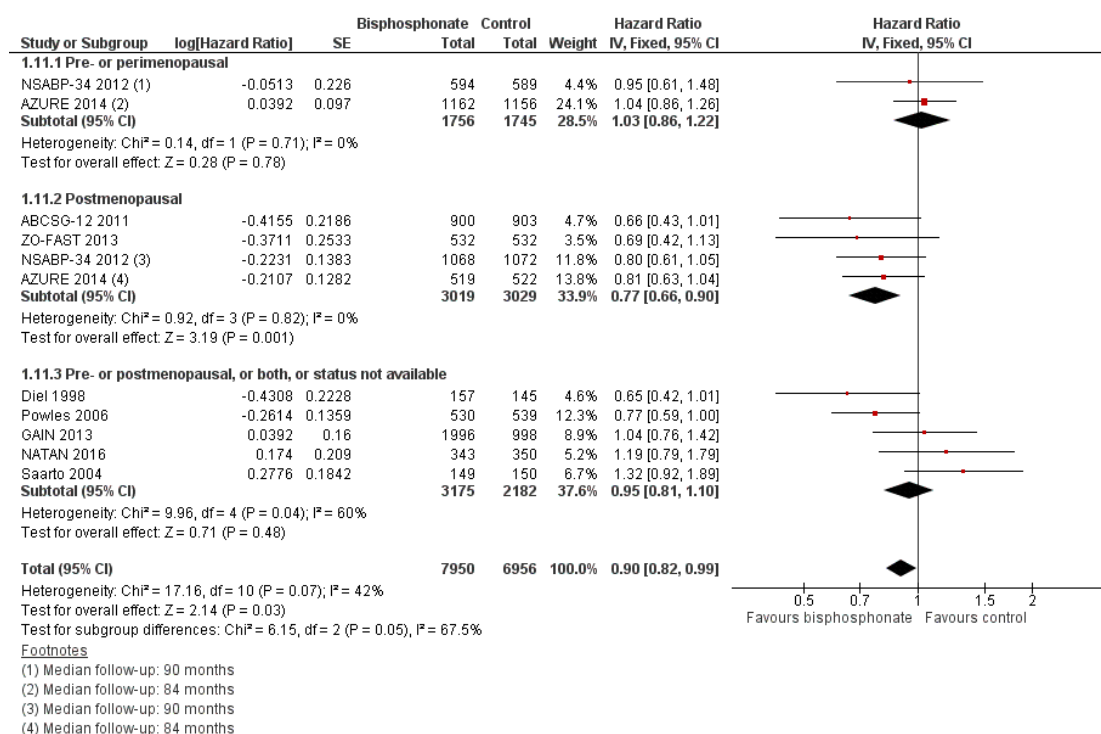 Bisphosphonate Control Hazard Ratio Hazard Ratio
Study or Subgroup log[Hazard Ratio] SE Total Total Weight IV, Fixed, 95% CI IV, Fixed, 95% CI
1.11.1 Pre- or perimenopausal
NSABP-34 2012 (1) -0.0513 0.226 594 589 4.4% 0.95 [0.61, 1.48]
AZURE 2014 (2) 0.0392 0.097 1162 1156 24.1% 1.04 [0.86, 1.26]
Subtotal (95% CI) 1756 1745 28.5% 1.03 [0.86, 1.22]
Heterogeneity: Chi² = 0.14, df = 1 (P = 0.71); I² = 0%
Test for overall effect: Z = 0.28 (P = 0.78)
1.11.2 Postmenopausal
ABCSG-12 2011 -0.4155 0.2186 900 903 4.7% 0.66 [0.43, 1.01]
ZO-FAST 2013 -0.3711 0.2533 532 532 3.5% 0.69 [0.42, 1.13]
NSABP-34 2012 (3) -0.2231 0.1383 1068 1072 11.8% 0.80 [0.61, 1.05]
AZURE 2014 (4) -0.2107 0.1282 519 522 13.8% 0.81 [0.63, 1.04]
Subtotal (95% CI) 3019 3029 33.9% 0.77 [0.66, 0.90]
Heterogeneity: Chi² = 0.92, df = 3 (P = 0.82); I² = 0%
Test for overall effect: Z = 3.19 (P = 0.001)
1.11.3 Pre- or postmenopausal, or both, or status not available
Diel 1998 -0.4308 0.2228 157 145 4.6% 0.65 [0.42, 1.01]
Powles 2006 -0.2614 0.1359 530 539 12.3% 0.77 [0.59, 1.00]
GAIN 2013 0.0392 0.16 1996 998 8.9% 1.04 [0.76, 1.42]
NATAN 2016 0.174 0.209 343 350 5.2% 1.19 [0.79, 1.79]
Saarto 2004 0.2776 0.1842 149 150 6.7% 1.32 [0.92, 1.89]
Subtotal (95% CI) 3175 2182 37.6% 0.95 [0.81, 1.10]
Heterogeneity: Chi² = 9.96, df = 4 (P = 0.04); I² = 60%
Test for overall effect: Z = 0.71 (P = 0.48)
Total (95% CI) 7950 6956 100.0% 0.90 [0.82, 0.99]
Heterogeneity: Chi² = 17.16, df = 10 (P = 0.07); I² = 42%
Test for overall effect: Z = 2.14 (P = 0.03)
Test for subgroup differences: Chi² = 6.15, df = 2 (P = 0.05), I² = 67.5%
0.5 0.7 1 1.5 2
Favours bisphosphonate Favours control
Footnotes
(1) Median follow-up: 90 months
(2) Median follow-up: 84 months
(3) Median follow-up: 90 months
(4) Median follow-up: 84 months